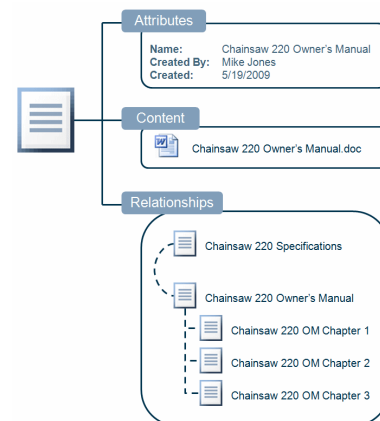 Attributes
Name: Chainsaw 220 Owner's Manual
Created By: Mike Jones
Created: 5/19/2009
Content
Chainsaw 220 Owner's Manual.doc
Relationships
Chainsaw 220 Specifications
Chainsaw 220 Owner's Manual
Chainsaw 220 OM Chapter 1
Chainsaw 220 OM Chapter 2
Chainsaw 220 OM Chapter 3